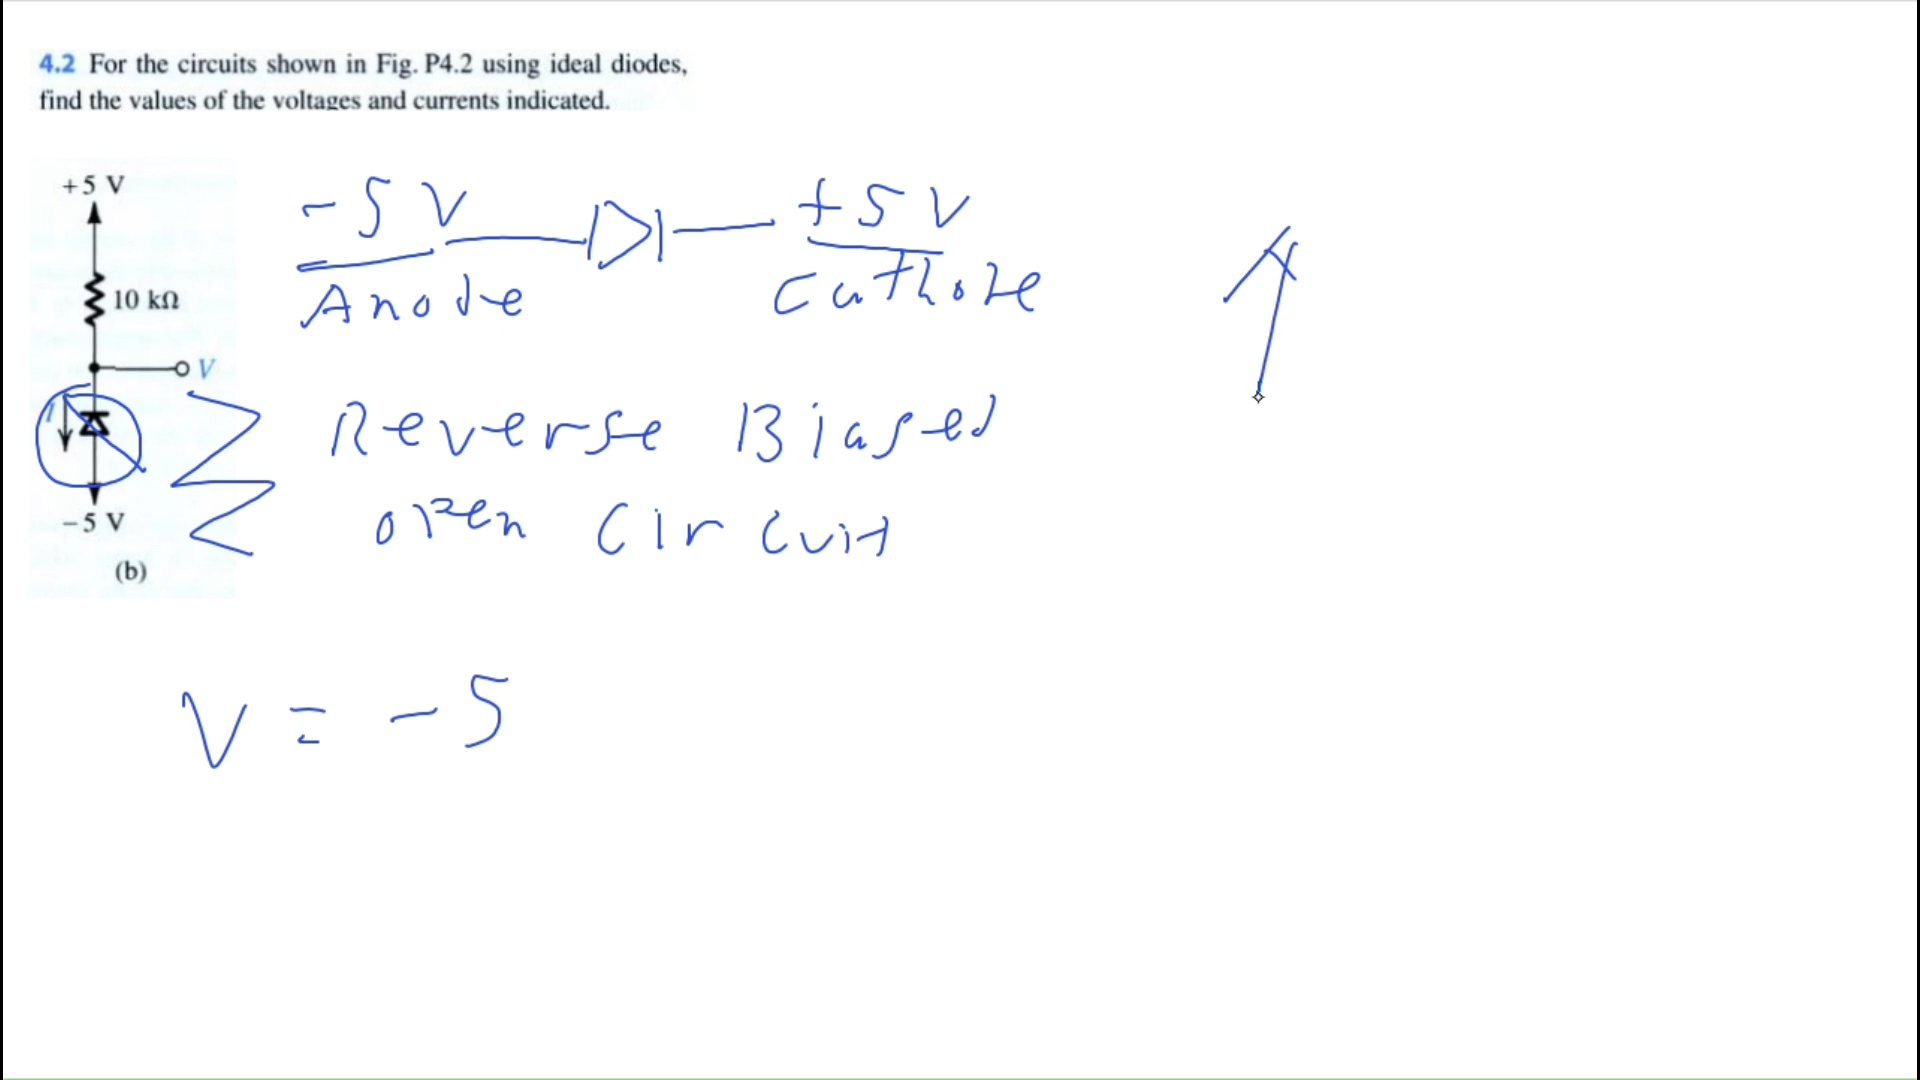 4.2 For the circuits shown in Fig. P4.2 using ideal diodes,
find the values of the voltages and currents indicated.
+5 V
10 kΩ
V
I
−5 V
(b)
-5 V +5 V
Anode Cathode
Reverse Biased
open circuit
V = -5